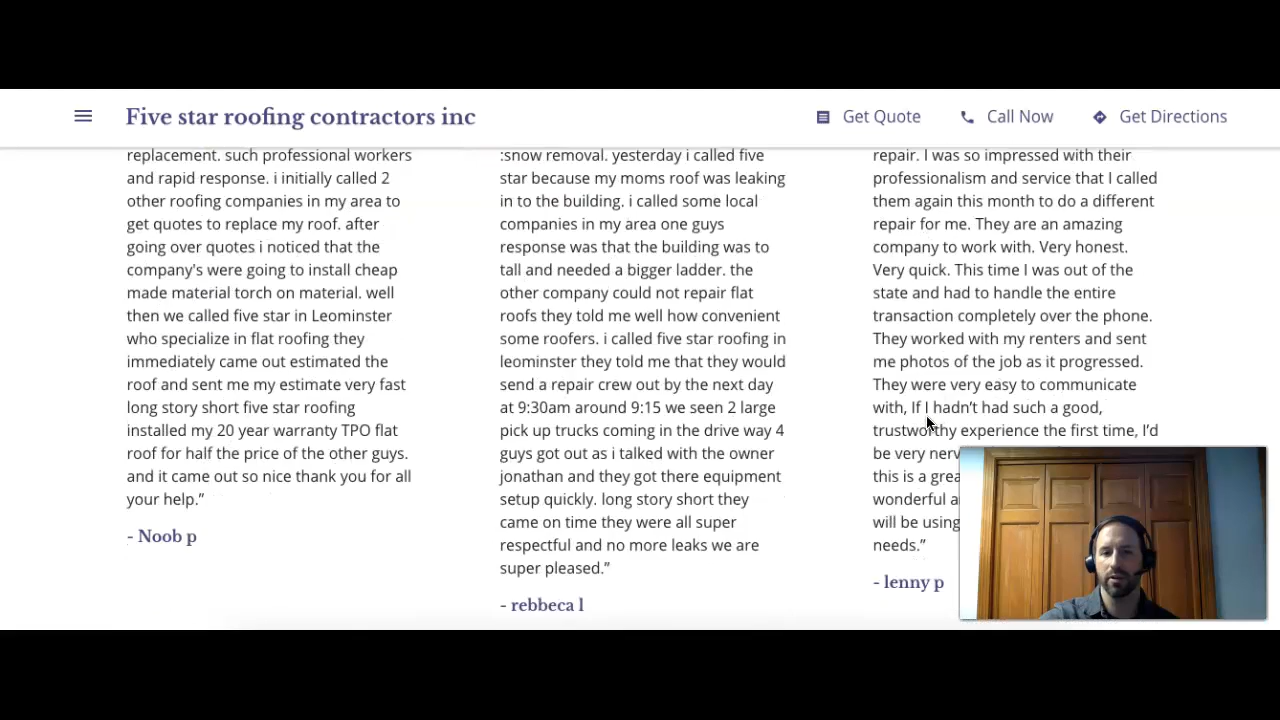 Five star roofing contractors inc
Get Quote
Call Now
Get Directions
replacement. such professional workers
and rapid response. i initially called 2
other roofing companies in my area to
get quotes to replace my roof. after
going over quotes i noticed that the
company's were going to install cheap
made material torch on material. well
then we called five star in Leominster
who specialize in flat roofing they
immediately came out estimated the
roof and sent me my estimate very fast
long story short five star roofing
installed my 20 year warranty TPO flat
roof for half the price of the other guys.
and it came out so nice thank you for all
your help.”
- Noob p
:snow removal. yesterday i called five
star because my moms roof was leaking
in to the building. i called some local
companies in my area one guys
response was that the building was to
tall and needed a bigger ladder. the
other company could not repair flat
roofs they told me well how convenient
some roofers. i called five star roofing in
leominster they told me that they would
send a repair crew out by the next day
at 9:30am around 9:15 we seen 2 large
pick up trucks coming in the drive way 4
guys got out as i talked with the owner
jonathan and they got there equipment
setup quickly. long story short they
came on time they were all super
respectful and no more leaks we are
super pleased.”
- rebbeca l
repair. I was so impressed with their
professionalism and service that I called
them again this month to do a different
repair for me. They are an amazing
company to work with. Very honest.
Very quick. This time I was out of the
state and had to handle the entire
transaction completely over the phone.
They worked with my renters and sent
me photos of the job as it progressed.
They were very easy to communicate
with, If I hadn’t had such a good,
trustworthy experience the first time, I’d
be very
this is a
wonderful
will be using
needs.”
- lenny p